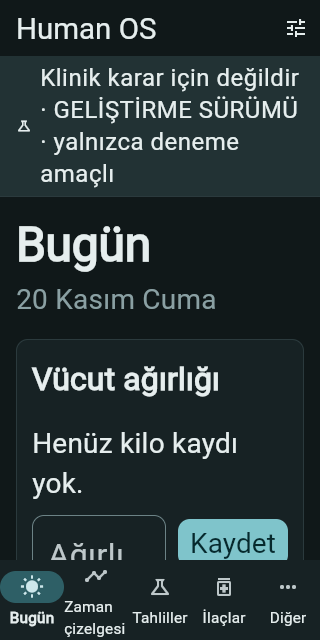 Human OS
Klinik karar için değildir
· GELİŞTİRME SÜRÜMÜ
· yalnızca deneme
amaçlı
Bugün
20 Kasım Cuma
Vücut ağırlığı
Henüz kilo kaydı
yok.
Ağırlı
Kaydet
Bugün
Zaman
çizelgesi
Tahliller
İlaçlar
Diğer